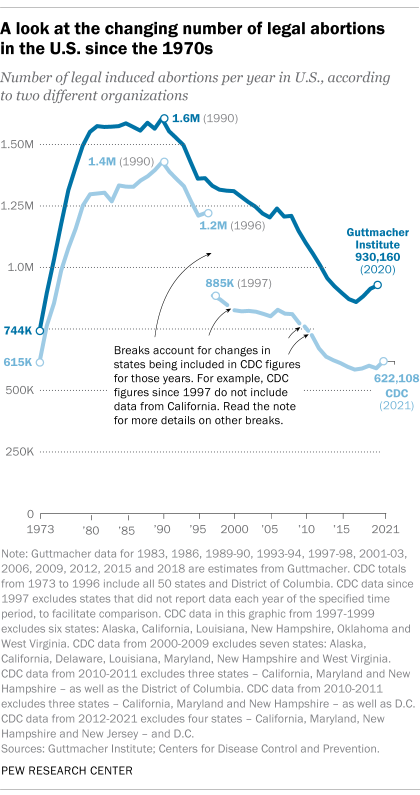 A look at the changing number of legal abortions
in the U.S. since the 1970s
Number of legal induced abortions per year in U.S., according
to two different organizations
1.6M (1990)
1.50M
1.4M (1990)
1.25M
1.2M (1996)
Guttmacher
Institute
930,160
(2020)
1.0M
885K (1997)
744K
615K
Breaks account for changes in
states being included in CDC figures
for those years. For example, CDC
figures since 1997 do not include
data from California. Read the note
for more details on other breaks.
622,108
CDC
(2021)
500K
250K
0
1973 '80 '85 '90 '95 2000 '05 '10 '15 2021
Note: Guttmacher data for 1983, 1986, 1989-90, 1993-94, 1997-98, 2001-03,
2006, 2009, 2012, 2015 and 2018 are estimates from Guttmacher. CDC totals
from 1973 to 1996 include all 50 states and District of Columbia. CDC data since
1997 excludes states that did not report data each year of the specified time
period, to facilitate comparison. CDC data in this graphic from 1997-1999
excludes six states: Alaska, California, Louisiana, New Hampshire, Oklahoma and
West Virginia. CDC data from 2000-2009 excludes seven states: Alaska,
California, Delaware, Louisiana, Maryland, New Hampshire and West Virginia.
CDC data from 2010-2011 excludes three states – California, Maryland and New
Hampshire – as well as the District of Columbia. CDC data from 2010-2011
excludes three states – California, Maryland and New Hampshire – as well as D.C.
CDC data from 2012-2021 excludes four states – California, Maryland, New
Hampshire and New Jersey – and D.C.
Sources: Guttmacher Institute; Centers for Disease Control and Prevention.
PEW RESEARCH CENTER